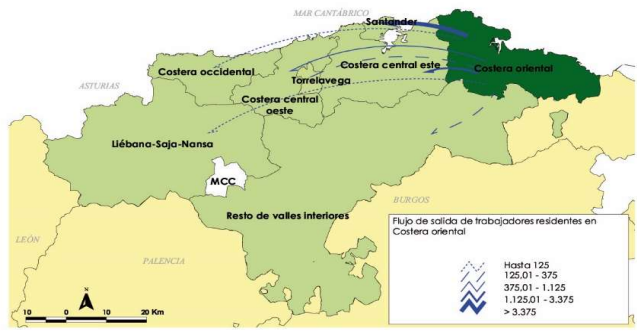 MAR CANTÁBRICO
Santander
Costera occidental
Costera central este
Costera oriental
ASTURIAS
Torrelavega
Costera central
oeste
Liébana-Saja-Nansa
MCC
BURGOS
Resto de valles interiores
LEÓN
PALENCIA
Flujo de salida de trabajadores residentes en
Costera oriental
Hasta 125
125,01 - 375
375,01 - 1.125
1.125,01 - 3.375
> 3.375
N
10 0 10 20 Km